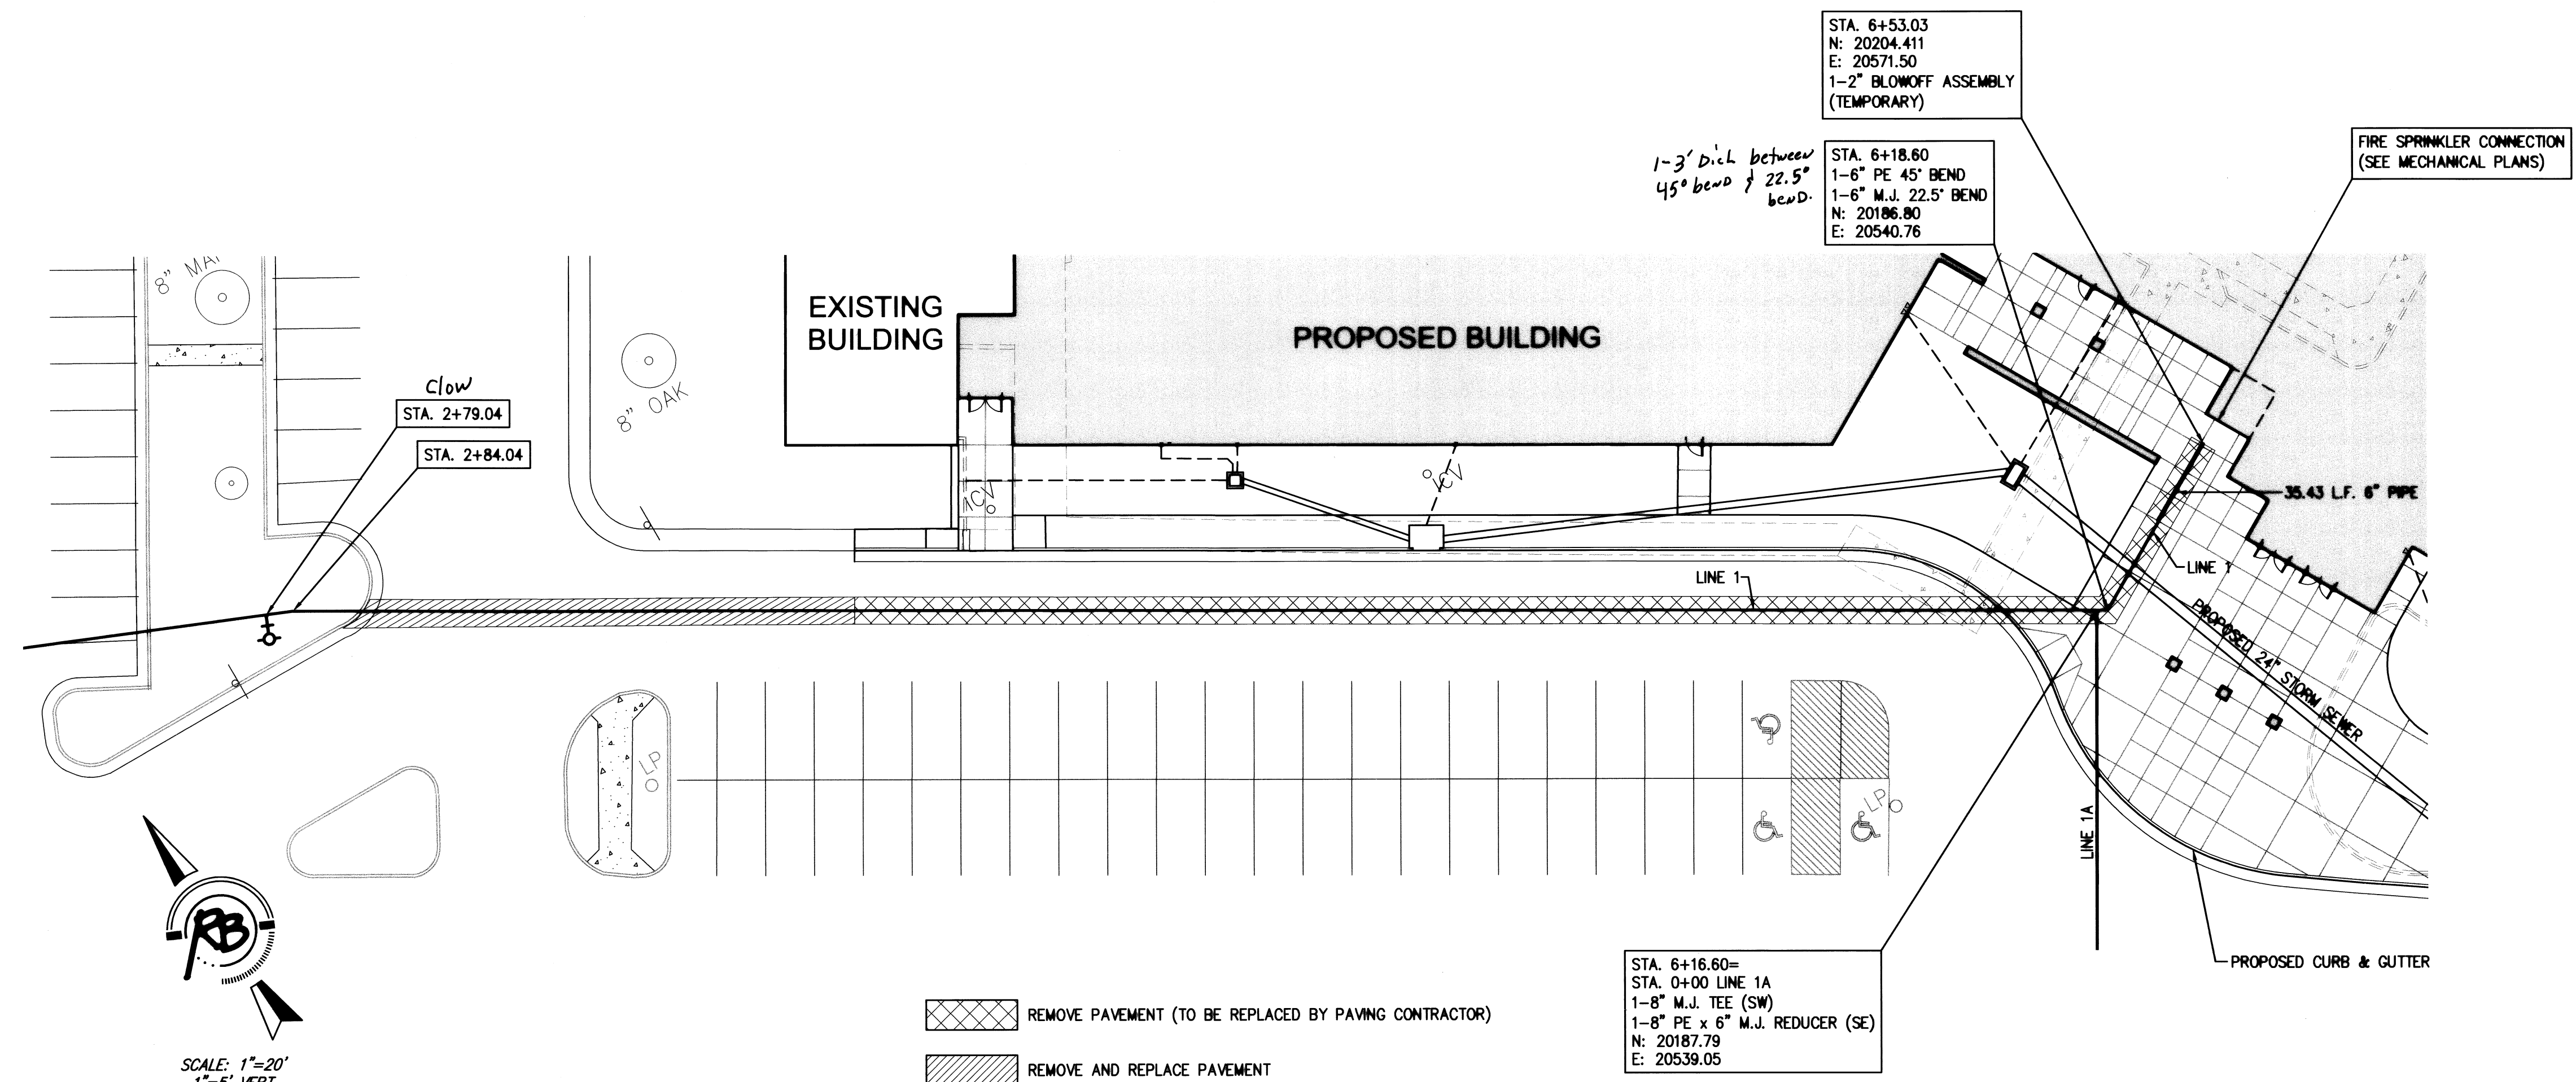 STA. 6+53.03
N: 20204.411
E: 20571.50
1-2" BLOWOFF ASSEMBLY
(TEMPORARY)
1-3' Dich between
45° bend & 22.5°
bend.
STA. 6+18.60
1-6" PE 45° BEND
1-6" M.J. 22.5° BEND
N: 20186.80
E: 20540.76
FIRE SPRINKLER CONNECTION
(SEE MECHANICAL PLANS)
8"
EXISTING
BUILDING
PROPOSED BUILDING
8" OAK
Clow
STA. 2+79.04
STA. 2+84.04
ICV
ICV
35.43 L.F. 6" PIPE
LINE 1
LINE 1
PROPOSED 24" STORM SEWER
LP
LP
LINE 1A
RB
PROPOSED CURB & GUTTER
STA. 6+16.60=
STA. 0+00 LINE 1A
1-8" M.J. TEE (SW)
1-8" PE x 6" M.J. REDUCER (SE)
N: 20187.79
E: 20539.05
REMOVE PAVEMENT (TO BE REPLACED BY PAVING CONTRACTOR)
REMOVE AND REPLACE PAVEMENT
SCALE: 1"=20'
1"=5' VERT